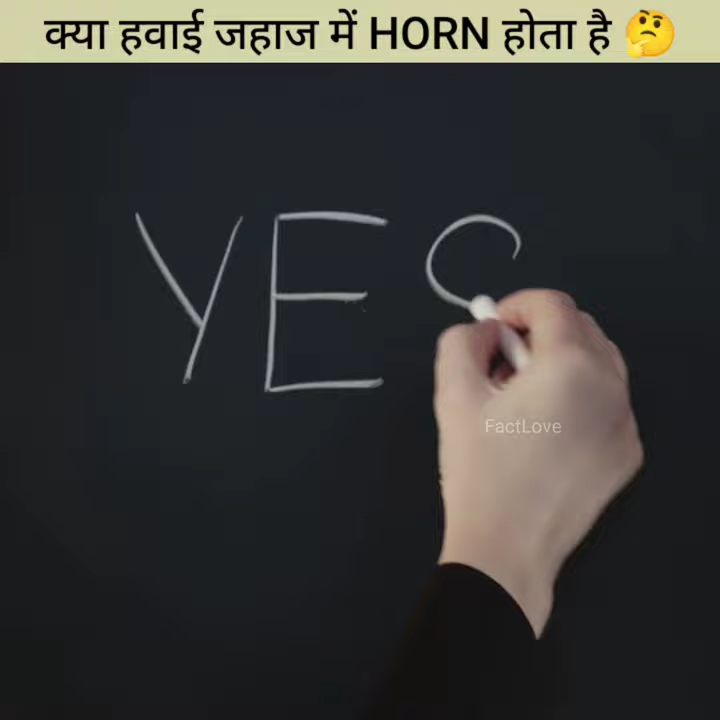 क्या हवाई जहाज में HORN होता है 🤔
YES
FactLove